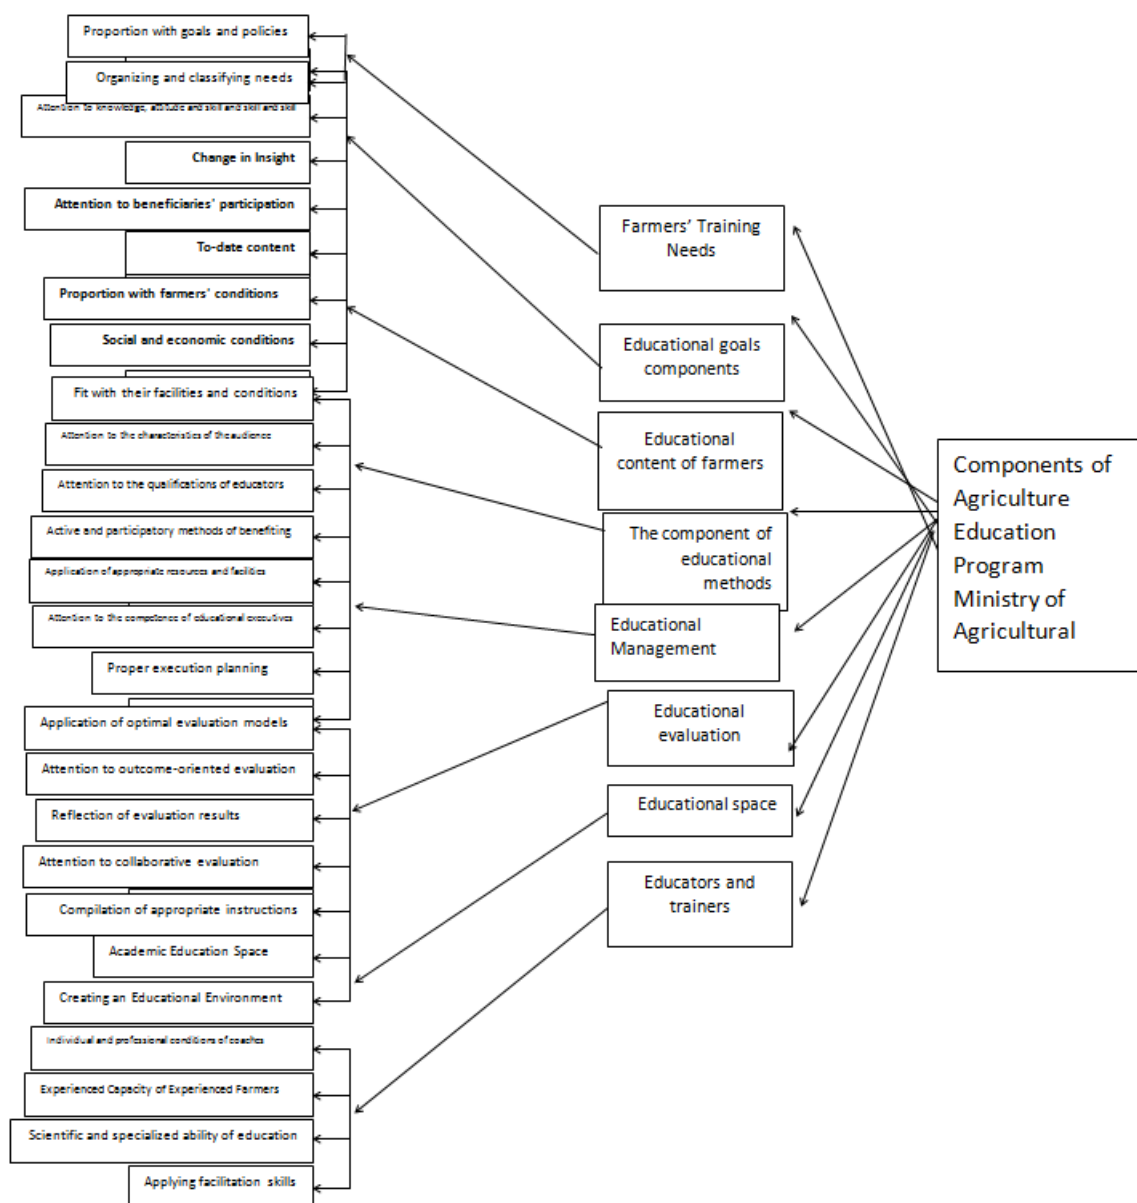 Proportion with goals and policies
Organizing and classifying needs
Attention to knowledge, attitude and skill and skill and skill
Change in Insight
Attention to beneficiaries' participation
To-date content
Proportion with farmers' conditions
Social and economic conditions
Fit with their facilities and conditions
Attention to the characteristics of the audience
Attention to the qualifications of educators
Active and participatory methods of benefiting
Application of appropriate resources and facilities
Attention to the competence of educational executives
Proper execution planning
Application of optimal evaluation models
Attention to outcome-oriented evaluation
Reflection of evaluation results
Attention to collaborative evaluation
Compilation of appropriate instructions
Academic Education Space
Creating an Educational Environment
Individual and professional conditions of coaches
Experienced Capacity of Experienced Farmers
Scientific and specialized ability of education
Applying facilitation skills
Farmers' Training
Needs
Educational goals
components
Educational
content of farmers
The component of
educational
methods
Educational
Management
Educational
evaluation
Educational space
Educators and
trainers
Components of
Agriculture
Education
Program
Ministry of
Agricultural